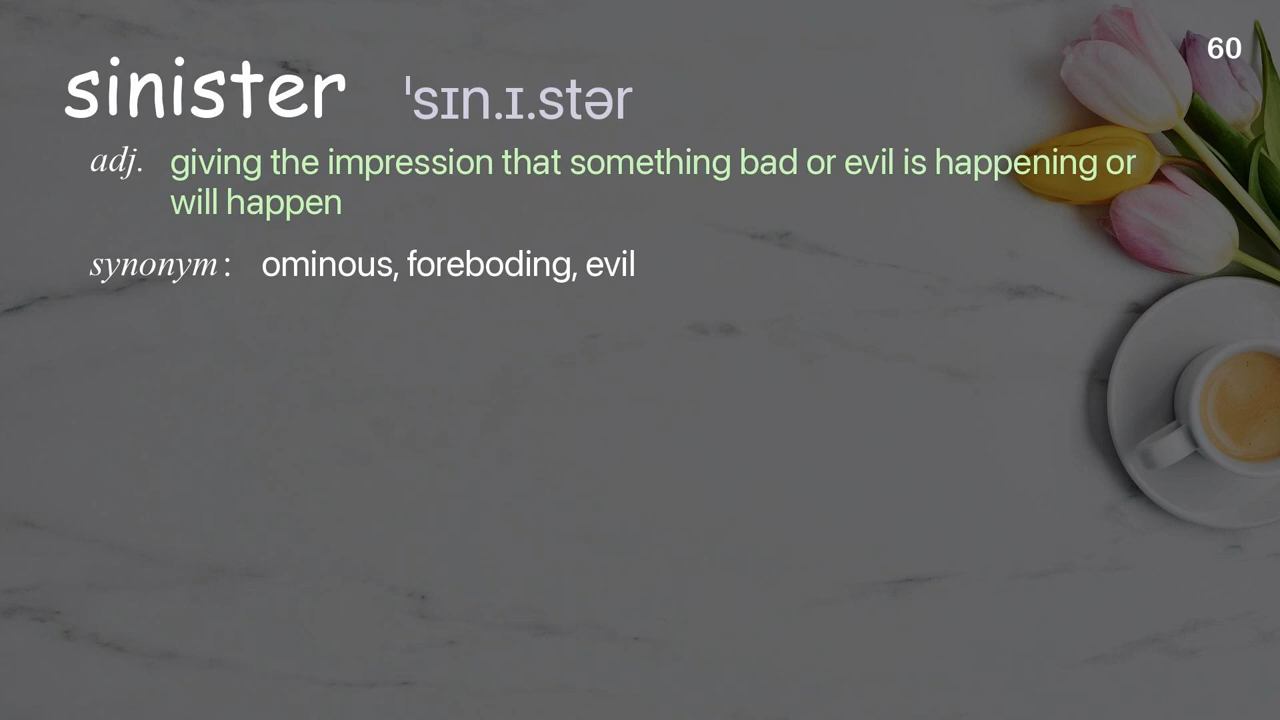 60
sinister ˈsɪn.ɪ.stər
adj. giving the impression that something bad or evil is happening or
will happen
synonym : ominous, foreboding, evil